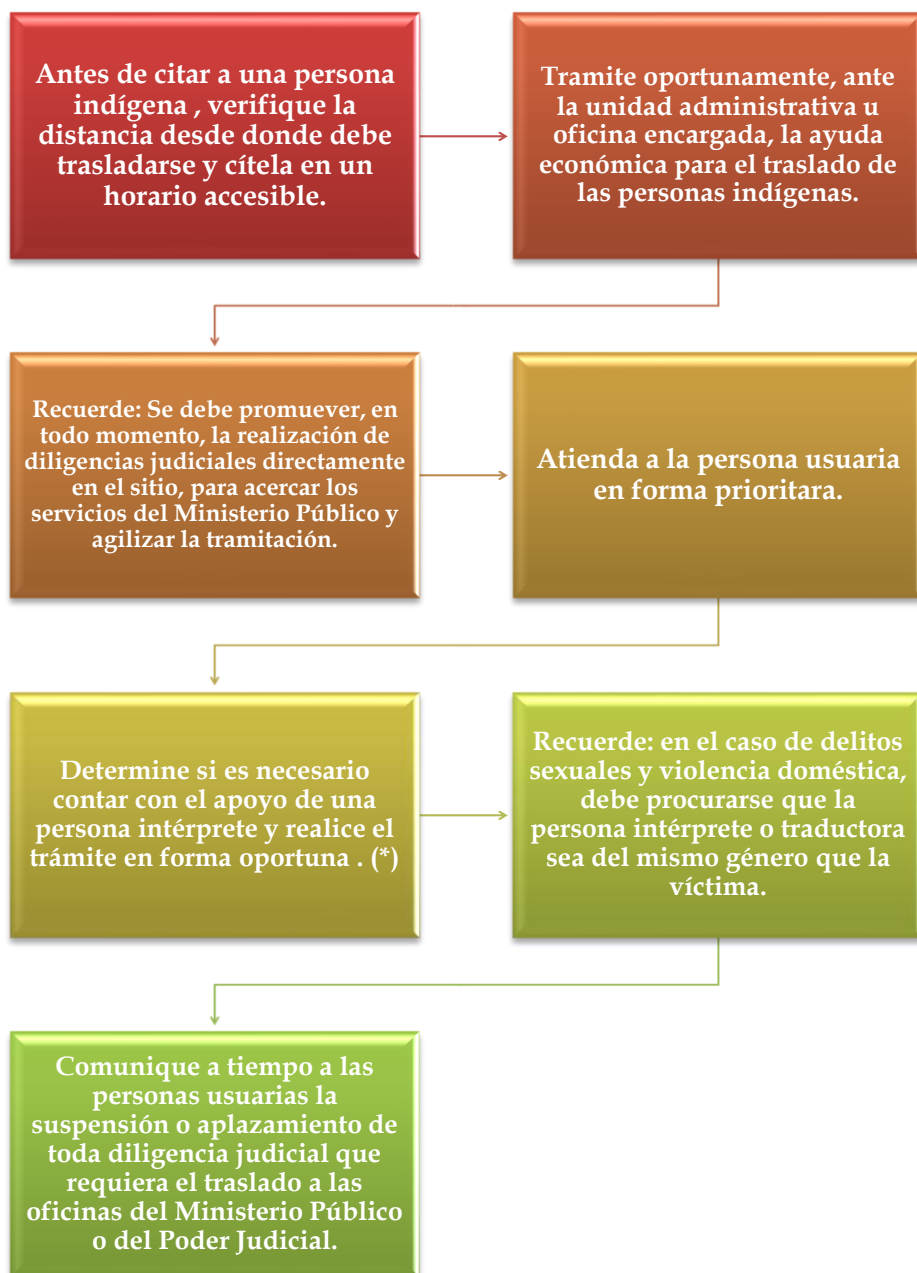 Antes de citar a una persona
indígena , verifique la
distancia desde donde debe
trasladarse y cítela en un
horario accesible.
Tramite oportunamente, ante
la unidad administrativa u
oficina encargada, la ayuda
económica para el traslado de
las personas indígenas.
Recuerde: Se debe promuever, en
todo momento, la realización de
diligencias judiciales directamente
en el sitio, para acercar los
servicios del Ministerio Público y
agilizar la tramitación.
Atienda a la persona usuaria
en forma prioritara.
Determine si es necesario
contar con el apoyo de una
persona intérprete y realice el
trámite en forma oportuna . (*)
Recuerde: en el caso de delitos
sexuales y violencia doméstica,
debe procurarse que la
persona intérprete o traductora
sea del mismo género que la
víctima.
Comunique a tiempo a las
personas usuarias la
suspensión o aplazamiento de
toda diligencia judicial que
requiera el traslado a las
oficinas del Ministerio Público
o del Poder Judicial.